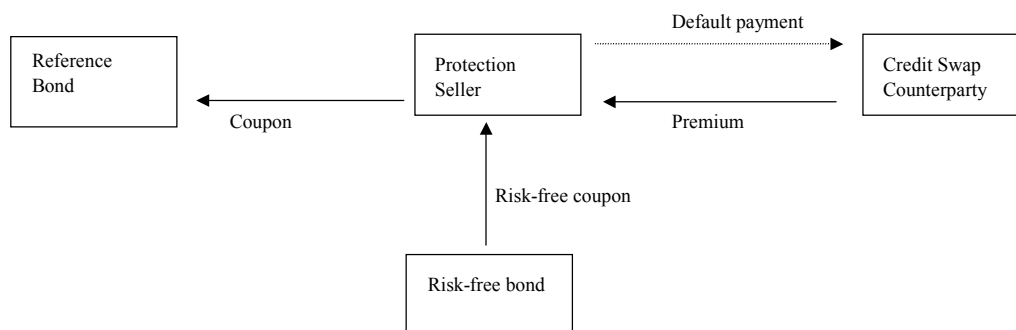 Default payment
Reference
Bond
Protection
Seller
Credit Swap
Counterparty
Coupon
Premium
Risk-free coupon
Risk-free bond